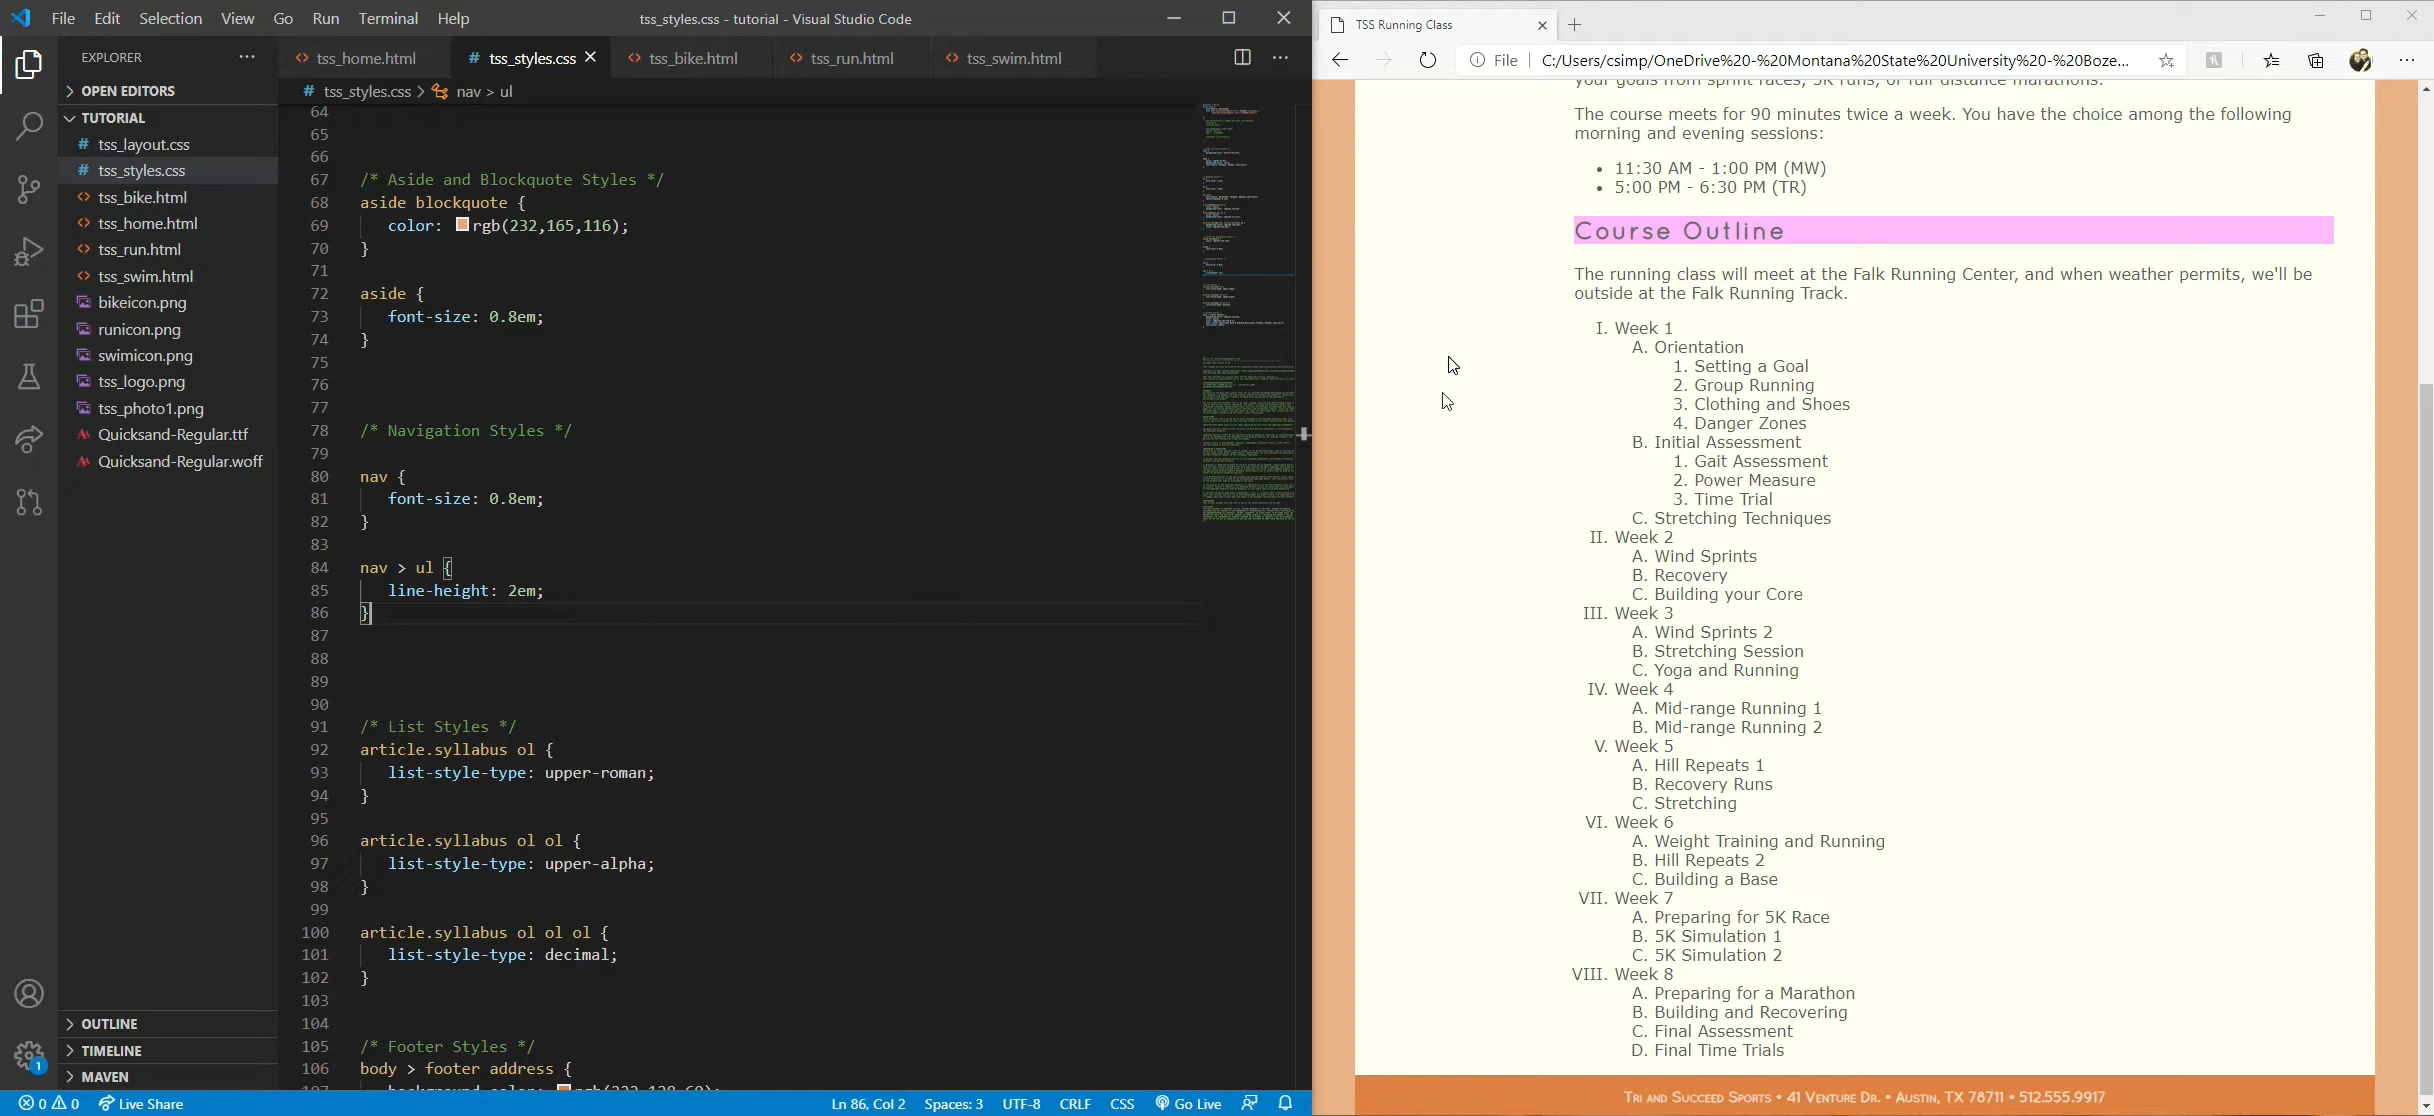 File Edit Selection View Go Run Terminal Help
tss_styles.css - tutorial - Visual Studio Code
EXPLORER
tss_home.html
tss_styles.css
tss_bike.html
tss_run.html
tss_swim.html
OPEN EDITORS
TUTORIAL
tss_layout.css
tss_styles.css
tss_bike.html
tss_home.html
tss_run.html
tss_swim.html
bikeicon.png
runicon.png
swimicon.png
tss_logo.png
tss_photo1.png
Quicksand-Regular.ttf
Quicksand-Regular.woff
OUTLINE
TIMELINE
MAVEN
tss_styles.css > nav > ul
64
65
66
67 /* Aside and Blockquote Styles */
68 aside blockquote {
69 color: rgb(232,165,116);
70 }
71
72 aside {
73 font-size: 0.8em;
74 }
75
76
77
78 /* Navigation Styles */
79
80 nav {
81 font-size: 0.8em;
82 }
83
84 nav > ul {
85 line-height: 2em;
86 }
87
88
89
90
91 /* List Styles */
92 article.syllabus ol {
93 list-style-type: upper-roman;
94 }
95
96 article.syllabus ol ol {
97 list-style-type: upper-alpha;
98 }
99
100 article.syllabus ol ol ol {
101 list-style-type: decimal;
102 }
103
104
105 /* Footer Styles */
106 body > footer address {
1
0 0 Live Share
Ln 86, Col 2 Spaces: 3 UTF-8 CRLF CSS Go Live
TSS Running Class
File C:/Users/csimp/OneDrive%20-%20Montana%20State%20University%20-%20Boze...
your goals from sprint races, 5K runs, or full distance marathons.
The course meets for 90 minutes twice a week. You have the choice among the following
morning and evening sessions:
• 11:30 AM - 1:00 PM (MW)
• 5:00 PM - 6:30 PM (TR)
Course Outline
The running class will meet at the Falk Running Center, and when weather permits, we'll be
outside at the Falk Running Track.
I. Week 1
A. Orientation
1. Setting a Goal
2. Group Running
3. Clothing and Shoes
4. Danger Zones
B. Initial Assessment
1. Gait Assessment
2. Power Measure
3. Time Trial
C. Stretching Techniques
II. Week 2
A. Wind Sprints
B. Recovery
C. Building your Core
III. Week 3
A. Wind Sprints 2
B. Stretching Session
C. Yoga and Running
IV. Week 4
A. Mid-range Running 1
B. Mid-range Running 2
V. Week 5
A. Hill Repeats 1
B. Recovery Runs
C. Stretching
VI. Week 6
A. Weight Training and Running
B. Hill Repeats 2
C. Building a Base
VII. Week 7
A. Preparing for 5K Race
B. 5K Simulation 1
C. 5K Simulation 2
VIII. Week 8
A. Preparing for a Marathon
B. Building and Recovering
C. Final Assessment
D. Final Time Trials
TRI AND SUCCEED SPORTS • 41 VENTURE DR. • AUSTIN, TX 78711 • 512.555.9917